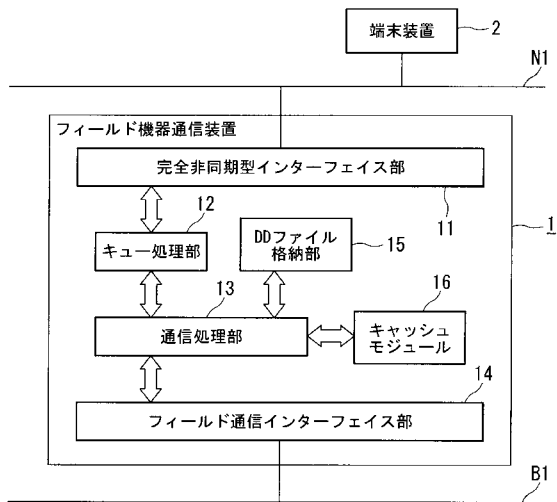 端末装置
2
N1
フィールド機器通信装置
完全非同期型インターフェイス部
11
12
キュー処理部
DDファイル
格納部
15
1
13
通信処理部
16
キャッシュ
モジュール
14
フィールド通信インターフェイス部
B1